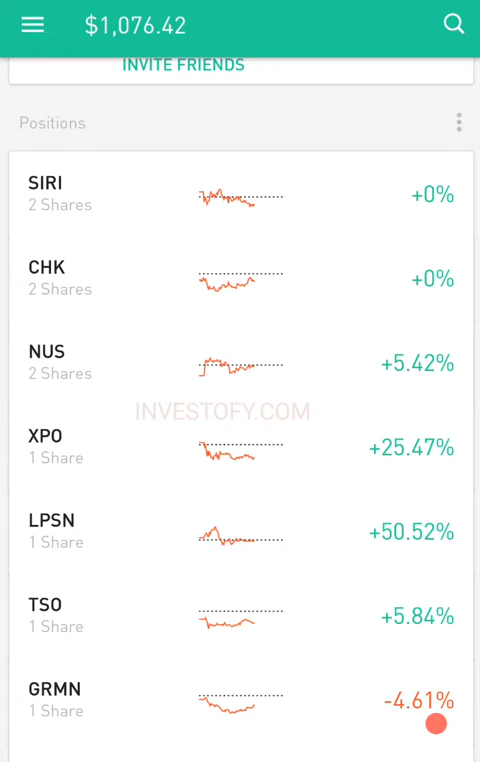 $1,076.42
INVITE FRIENDS
Positions
SIRI
2 Shares
+0%
CHK
2 Shares
+0%
NUS
2 Shares
+5.42%
INVESTOFY.COM
XPO
1 Share
+25.47%
LPSN
1 Share
+50.52%
TSO
1 Share
+5.84%
GRMN
1 Share
-4.61%